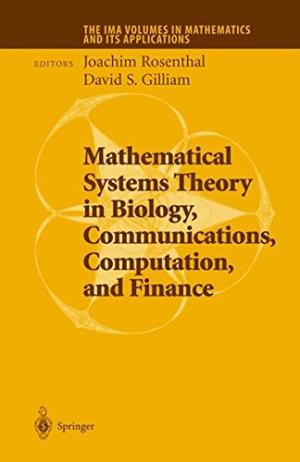 THE IMA VOLUMES IN MATHEMATICS
AND ITS APPLICATIONS
EDITORS Joachim Rosenthal
David S. Gilliam
Mathematical
Systems Theory
in Biology,
Communications,
Computation,
and Finance
Springer